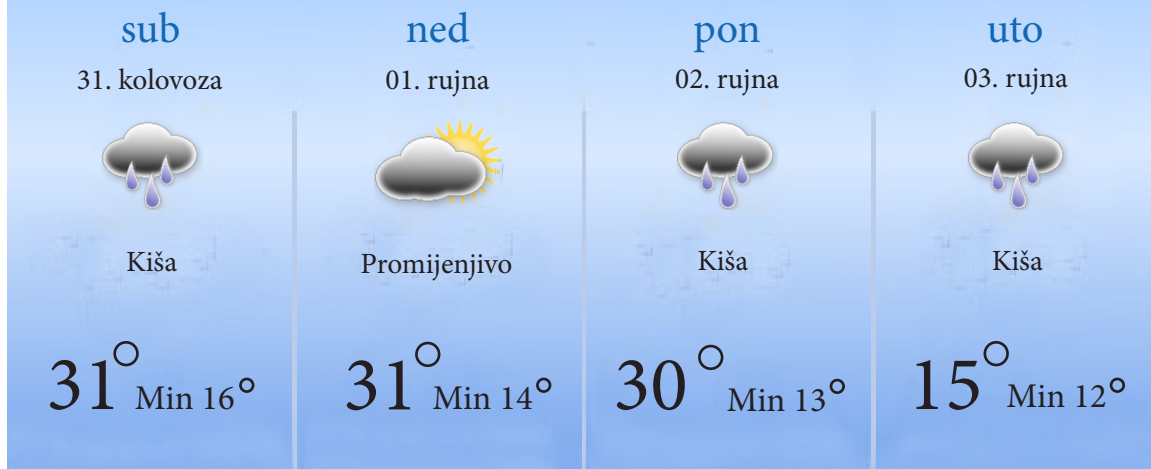 sub
31. kolovoza
Kiša
31° Min 16°
ned
01. rujna
Promijenjivo
31° Min 14°
pon
02. rujna
Kiša
30° Min 13°
uto
03. rujna
Kiša
15° Min 12°